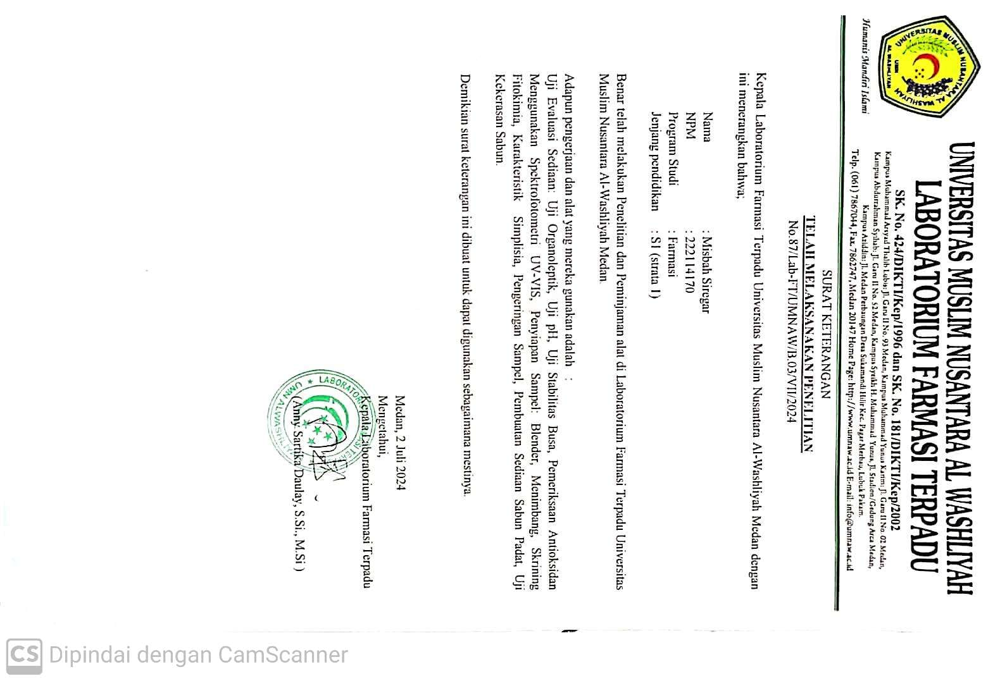 UNIVERSITAS MUSLIM NUSANTARA AL WASHLIYAH
LABORATORIUM FARMASI TERPADU
SK. No. 424/DIKTI/Kep/1996 dan SK. No. 181/DIKTI/Kep/2002
Kampus Muhammad Arsyad Thalib Lubis: Jl. Garu II No. 93 Medan, Kampus Muhammad Yunus Karim: Jl. Garu II No. 02 Medan,
Kampus Abdurrahman Syihab: Jl. Garu II No. 52 Medan, Kampus Syeikh H. Muhammad Yunus, Jl. Stadion/Gedung Arca Medan,
Kampus Aziddin: Jl. Medan Perbaungan Desa Sukamandi Hilir Kec. Pagar Merbau, Lubuk Pakam.
Telp. (061) 7867044, Fax. 7862747, Medan 20147 Home Page: http://www.umnaw.ac.id E-mail: info@umnaw.ac.id
UNIVERSITAS MUSLIM NUSANTARA AL WASHLIYAH
UMN
AL WASHLIYAH
Humanis Mandiri Islami
SURAT KETERANGAN
TELAH MELAKSANAKAN PENELITIAN
No.87/Lab-FT/UMNAW/B.03/VII/2024
Kepala Laboratorium Farmasi Terpadu Universitas Muslim Nusantara Al-Washliyah Medan dengan
ini menerangkan bahwa;
Nama : Misbah Siregar
NPM : 222114170
Program Studi : Farmasi
Jenjang pendidikan : S1 (strata 1)
Benar telah melakukan Penelitian dan Peminjaman alat di Laboratorium Farmasi Terpadu Universitas
Muslim Nusantara Al-Washliyah Medan.
Adapun pengerjaan dan alat yang mereka gunakan adalah :
Uji Evaluasi Sediaan: Uji Organoleptik, Uji pH, Uji Stabilitas Busa, Pemeriksaan Antioksidan
Menggunakan Spektrofotometri UV-VIS, Penyiapan Sampel: Blender, Menimbang, Skrining
Fitokimia, Karakteristik Simplisia, Pengeringan Sampel, Pembuatan Sediaan Sabun Padat, Uji
Kekerasan Sabun.
Demikian surat keterangan ini dibuat untuk dapat digunakan sebagaimana mestinya.
Medan, 2 Juli 2024
Mengetahui,
Kepala Laboratorium Farmasi Terpadu
(Anny Sartika Daulay, S.Si., M.Si )
CS Dipindai dengan CamScanner